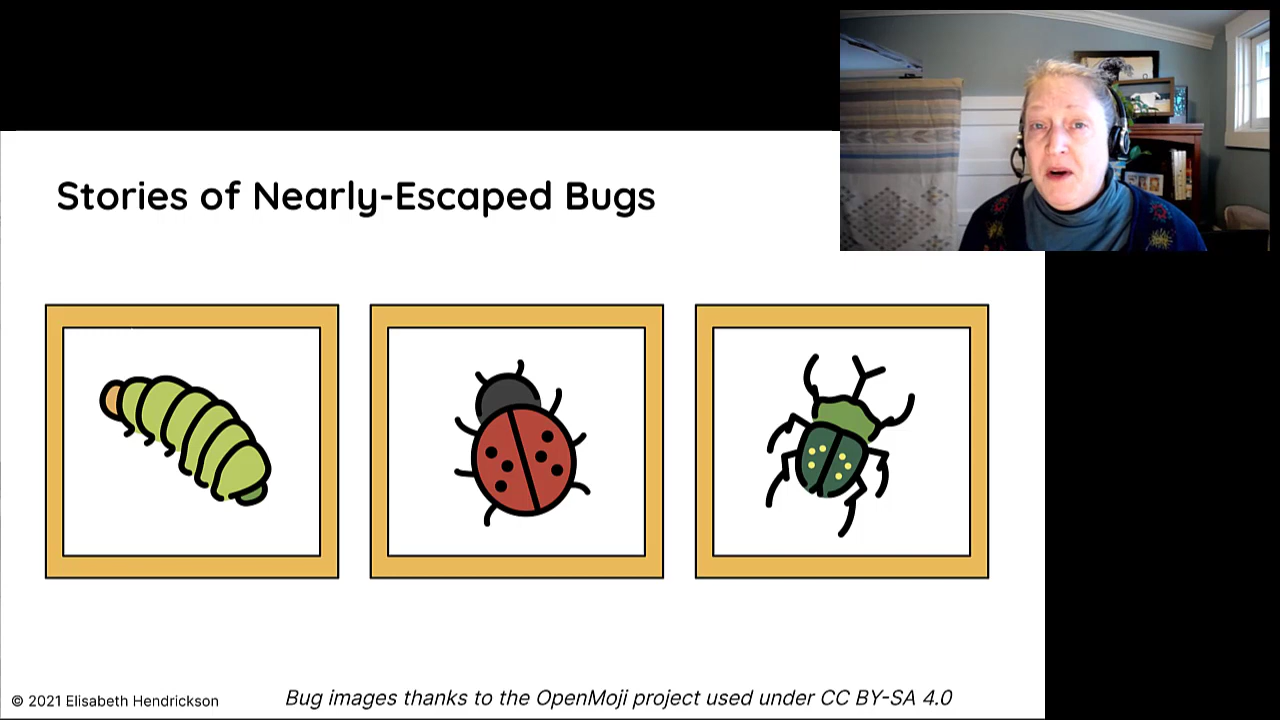 Stories of Nearly-Escaped Bugs
© 2021 Elisabeth Hendrickson
Bug images thanks to the OpenMoji project used under CC BY-SA 4.0